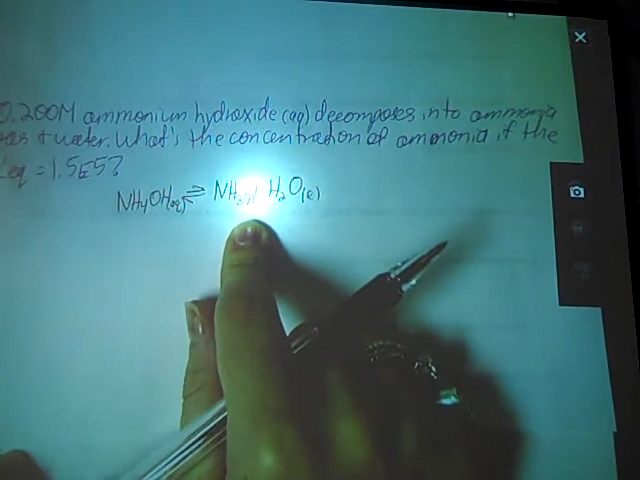 0.200M ammonium hydroxide (aq) decomposes into ammonia
gas + water. What's the concentration of ammonia if the
eq = 1.5E5?
NH4OH(aq) ⇌ NH3(g) H2O(l)